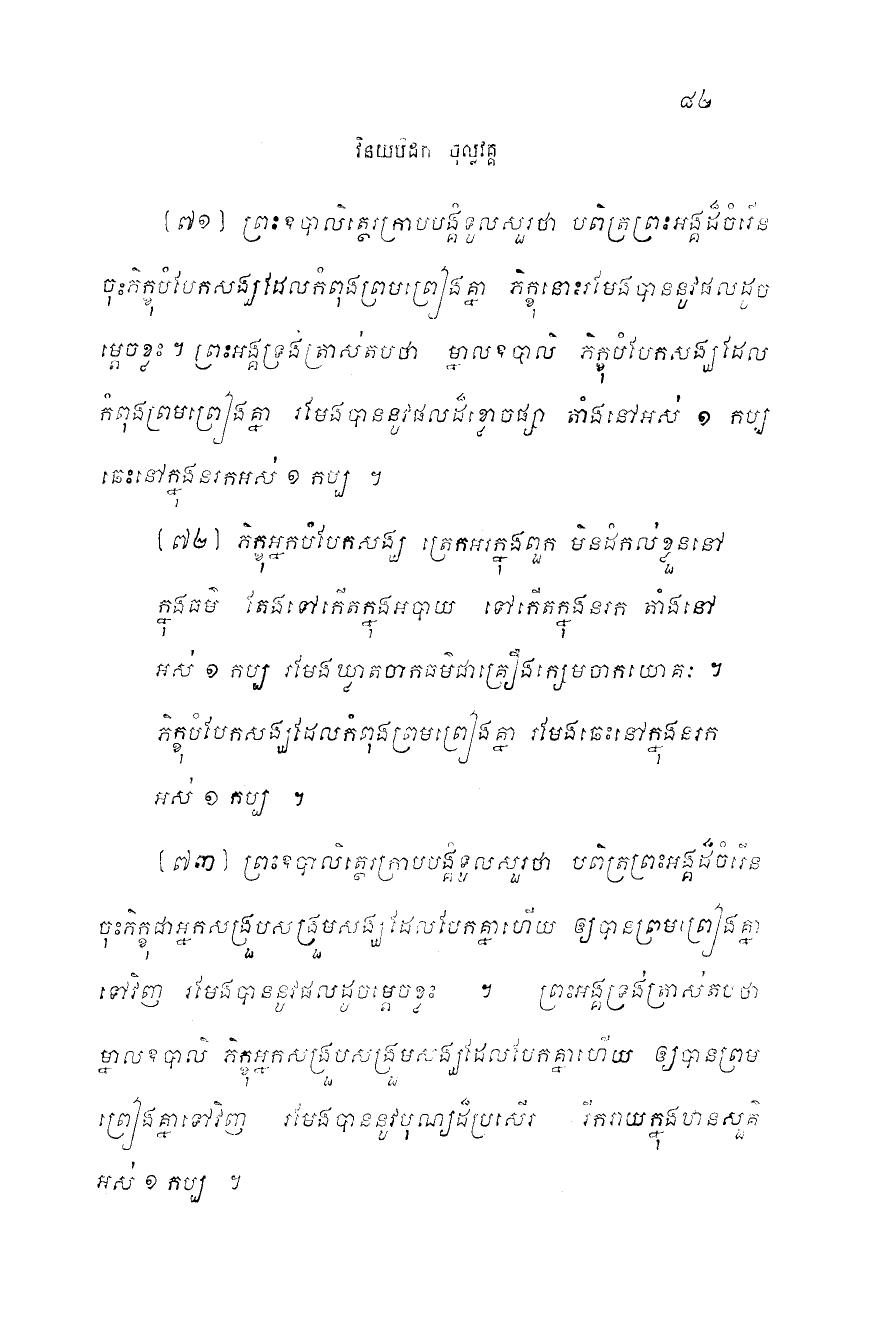 ៨២
វិនយបិដក ចុល្លវគ្គ
(៧១) ព្រះឧបាលិត្ថេរក្រាបបង្គំទូលសួរថា បពិត្រព្រះអង្គដ៏ចំរើន
ចុះភិក្ខុបំបែកសង្ឃដែលកំពុងព្រមព្រៀងគ្នា ភិក្ខុនោះរមែងបាននូវផលដូច
ម្តេចខ្លះ ។ ព្រះអង្គទ្រង់ត្រាស់តបថា ម្នាលឧបាលិ ភិក្ខុបំបែកសង្ឃដែល
កំពុងព្រមព្រៀងគ្នា រមែងបាននូវផលដ៏ខ្លោចផ្សា តាំងនៅអស់ ១ កប្ប
ឆេះនៅក្នុងនរកអស់ ១ កប្ប ។
(៧២) ភិក្ខុអ្នកបំបែកសង្ឃ ត្រេកអរក្នុងពួក មិនដំកល់ខ្លួននៅ
ក្នុងធម៌ តែងទៅកើតក្នុងអបាយ ទៅកើតក្នុងនរក តាំងនៅ
អស់ ១ កប្ប រមែងឃ្លាតចាកធម៌ជាគ្រឿងក្សេមចាកយោគៈ ។
ភិក្ខុបំបែកសង្ឃដែលកំពុងព្រមព្រៀងគ្នា រមែងឆេះនៅក្នុងនរក
អស់ ១ កប្ប ។
(៧៣) ព្រះឧបាលិត្ថេរក្រាបបង្គំទូលសួរថា បពិត្រព្រះអង្គដ៏ចំរើន
ចុះភិក្ខុជាអ្នកសង្រួបសង្រួមសង្ឃដែលបែកគ្នាហើយ ឲ្យបានព្រមព្រៀងគ្នា
ទៅវិញ រមែងបាននូវផលដូចម្តេចខ្លះ ។ ព្រះអង្គទ្រង់ត្រាស់តបថា
ម្នាលឧបាលិ ភិក្ខុអ្នកសង្រួបសង្រួមសង្ឃដែលបែកគ្នាហើយ ឲ្យបានព្រម
ព្រៀងគ្នាទៅវិញ រមែងបាននូវបុណ្យដ៏ប្រសើរ រីករាយក្នុងឋានសួគ៌
អស់ ១ កប្ប ។